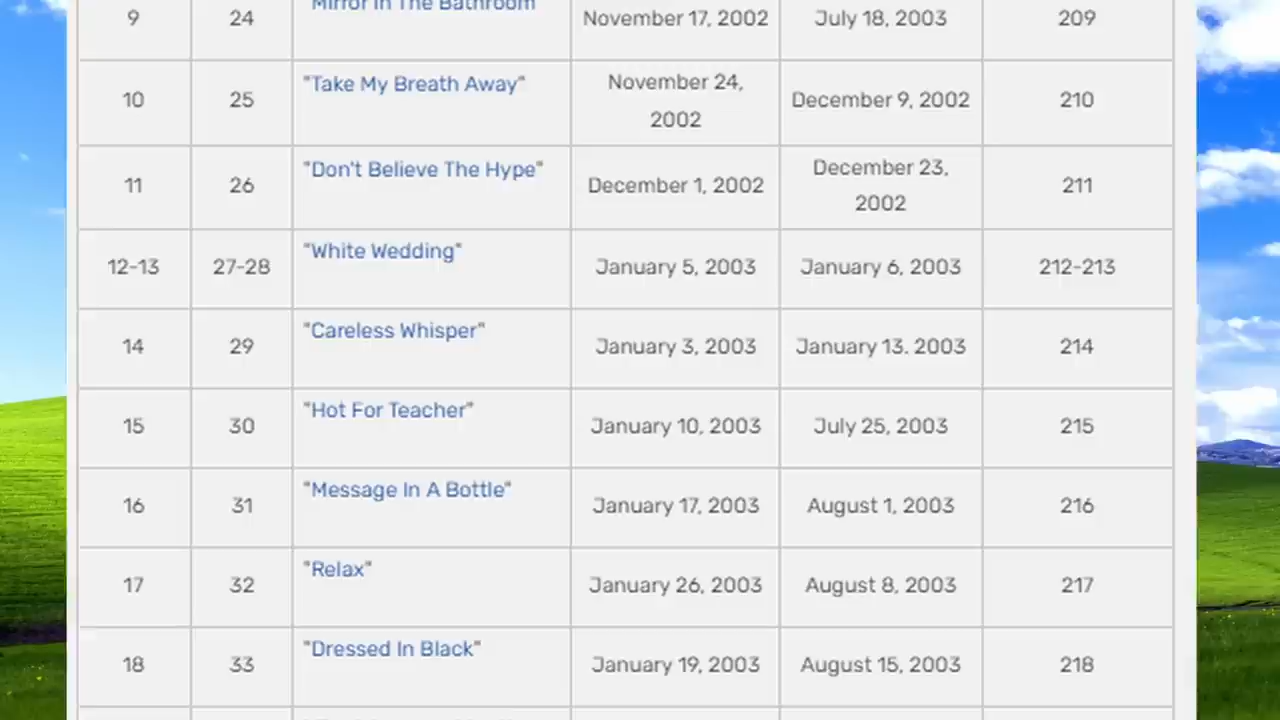 9 24 "Mirror In The Bathroom" November 17, 2002 July 18, 2003 209
10 25 "Take My Breath Away" November 24, 2002 December 9, 2002 210
11 26 "Don't Believe The Hype" December 1, 2002 December 23, 2002 211
12-13 27-28 "White Wedding" January 5, 2003 January 6, 2003 212-213
14 29 "Careless Whisper" January 3, 2003 January 13. 2003 214
15 30 "Hot For Teacher" January 10, 2003 July 25, 2003 215
16 31 "Message In A Bottle" January 17, 2003 August 1, 2003 216
17 32 "Relax" January 26, 2003 August 8, 2003 217
18 33 "Dressed In Black" January 19, 2003 August 15, 2003 218